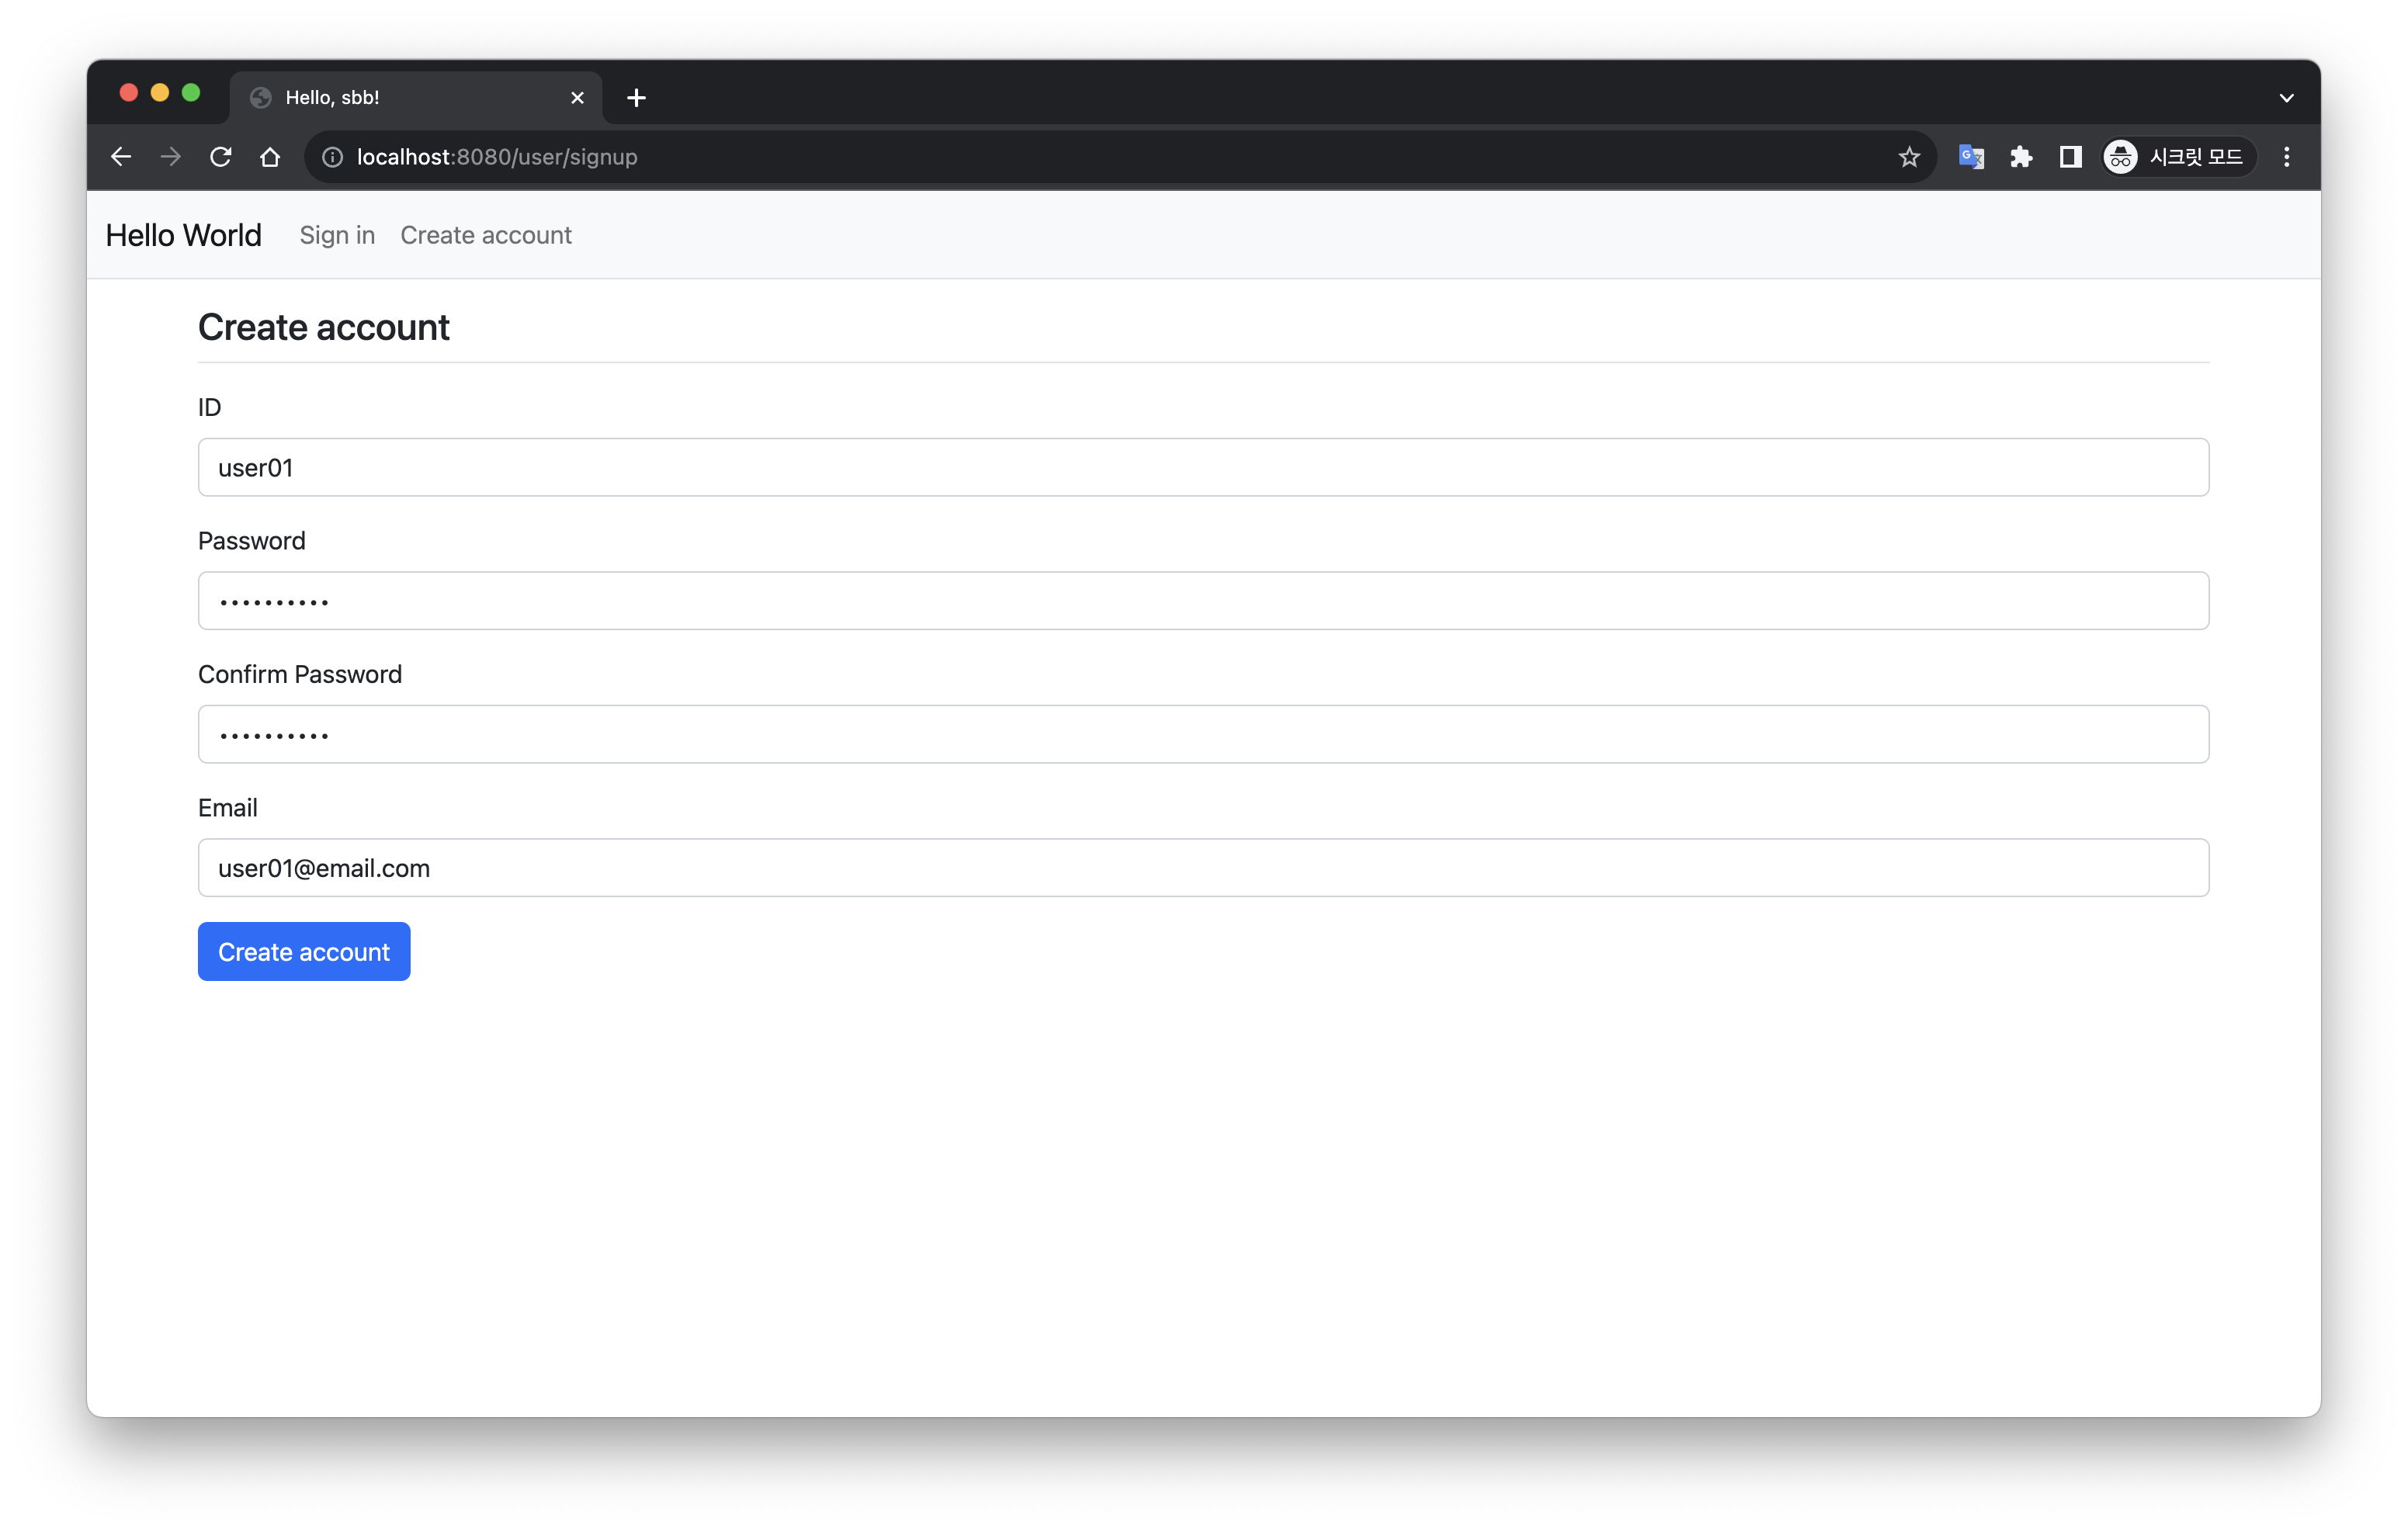 Hello, sbb!
localhost:8080/user/signup
시크릿 모드
Hello World Sign in Create account
Create account
ID
user01
Password
••••••••••
Confirm Password
••••••••••
Email
user01@email.com
Create account